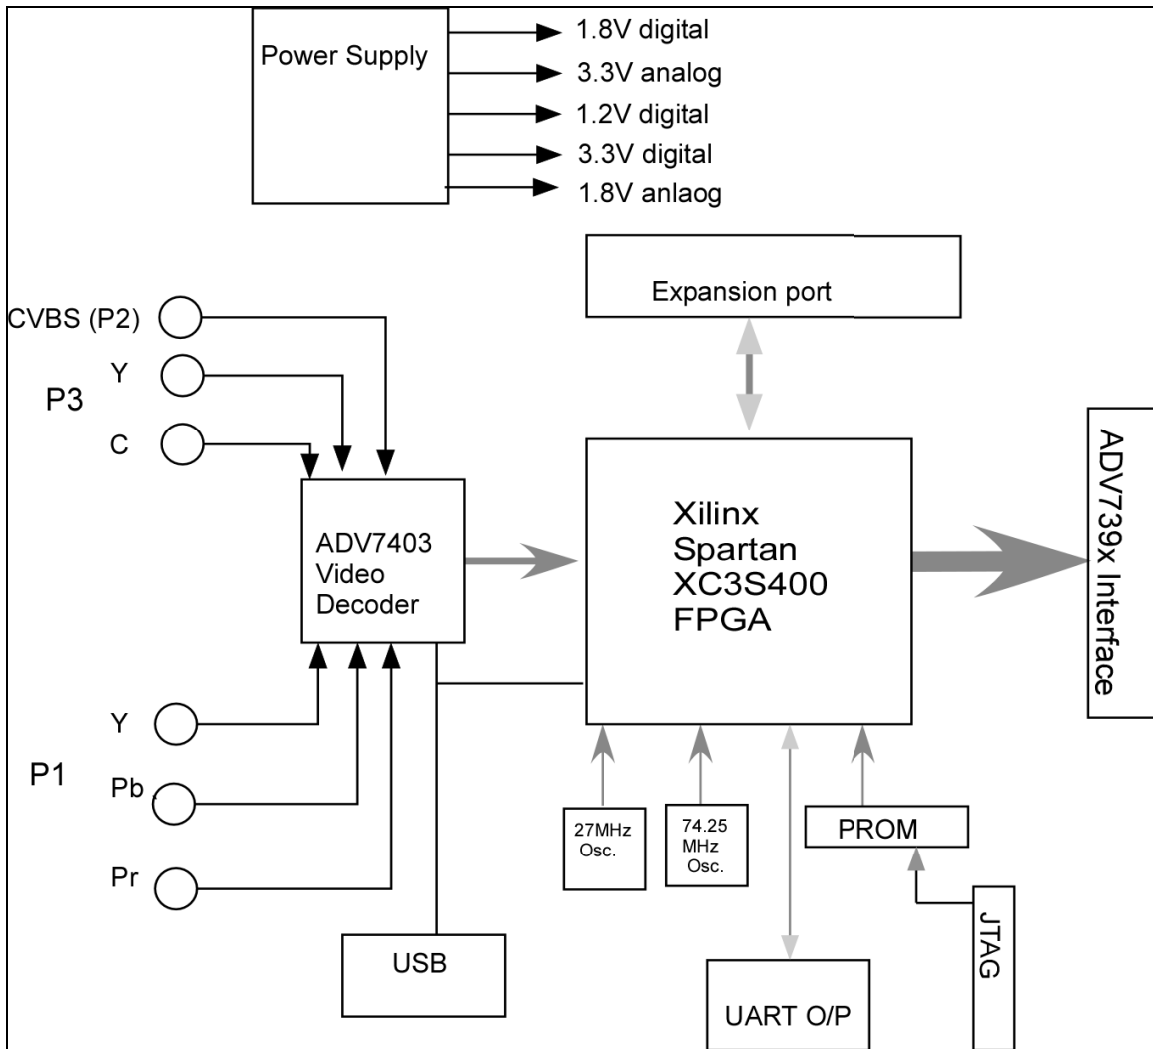 Power Supply
1.8V digital
3.3V analog
1.2V digital
3.3V digital
1.8V anlaog
Expansion port
CVBS (P2)
Y
P3
C
ADV7403
Video
Decoder
Xilinx
Spartan
XC3S400
FPGA
ADV739x Interface
Y
P1
Pb
Pr
27MHz
Osc.
74.25
MHz
Osc.
PROM
JTAG
USB
UART O/P